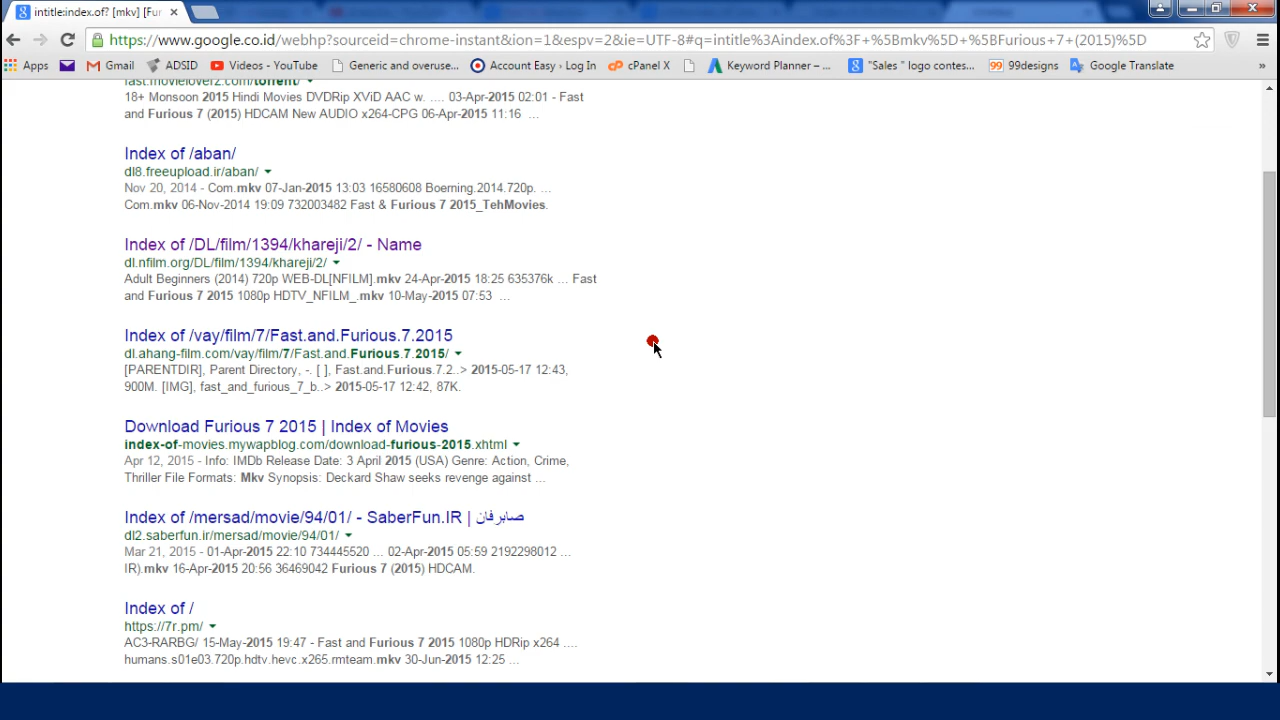 intitle:index.of? [mkv] [Fur
https://www.google.co.id/webhp?sourceid=chrome-instant&ion=1&espv=2&ie=UTF-8#q=intitle%3Aindex.of%3F+%5Bmkv%5D+%5BFurious+7+(2015)%5D
Apps Gmail ADSID Videos - YouTube Generic and overuse... Account Easy › Log In cPanel X Keyword Planner – ... "Sales " logo contes... 99designs Google Translate »
fast.movielover2.com/torrent/
18+ Monsoon 2015 Hindi Movies DVDRip XViD AAC w. .... 03-Apr-2015 02:01 - Fast
and Furious 7 (2015) HDCAM New AUDIO x264-CPG 06-Apr-2015 11:16 ...
Index of /aban/
dl8.freeupload.ir/aban/
Nov 20, 2014 - Com.mkv 07-Jan-2015 13:03 16580608 Boerning.2014.720p. ...
Com.mkv 06-Nov-2014 19:09 732003482 Fast & Furious 7 2015_TehMovies.
Index of /DL/film/1394/khareji/2/ - Name
dl.nfilm.org/DL/film/1394/khareji/2/
Adult Beginners (2014) 720p WEB-DL[NFILM].mkv 24-Apr-2015 18:25 635376k ... Fast
and Furious 7 2015 1080p HDTV_NFILM_.mkv 10-May-2015 07:53 ...
Index of /vay/film/7/Fast.and.Furious.7.2015
dl.ahang-film.com/vay/film/7/Fast.and.Furious.7.2015/
[PARENTDIR], Parent Directory, -. [ ], Fast.and.Furious.7.2..> 2015-05-17 12:43,
900M. [IMG], fast_and_furious_7_b..> 2015-05-17 12:42, 87K.
Download Furious 7 2015 | Index of Movies
index-of-movies.mywapblog.com/download-furious-2015.xhtml
Apr 12, 2015 - Info: IMDb Release Date: 3 April 2015 (USA) Genre: Action, Crime,
Thriller File Formats: Mkv Synopsis: Deckard Shaw seeks revenge against ...
Index of /mersad/movie/94/01/ - SaberFun.IR | صابرفان
dl2.saberfun.ir/mersad/movie/94/01/
Mar 21, 2015 - 01-Apr-2015 22:10 734445520 ... 02-Apr-2015 05:59 2192298012 ...
IR).mkv 16-Apr-2015 20:56 36469042 Furious 7 (2015) HDCAM.
Index of /
https://7r.pm/
AC3-RARBG/ 15-May-2015 19:47 - Fast and Furious 7 2015 1080p HDRip x264 ....
humans.s01e03.720p.hdtv.hevc.x265.rmteam.mkv 30-Jun-2015 12:25 ...